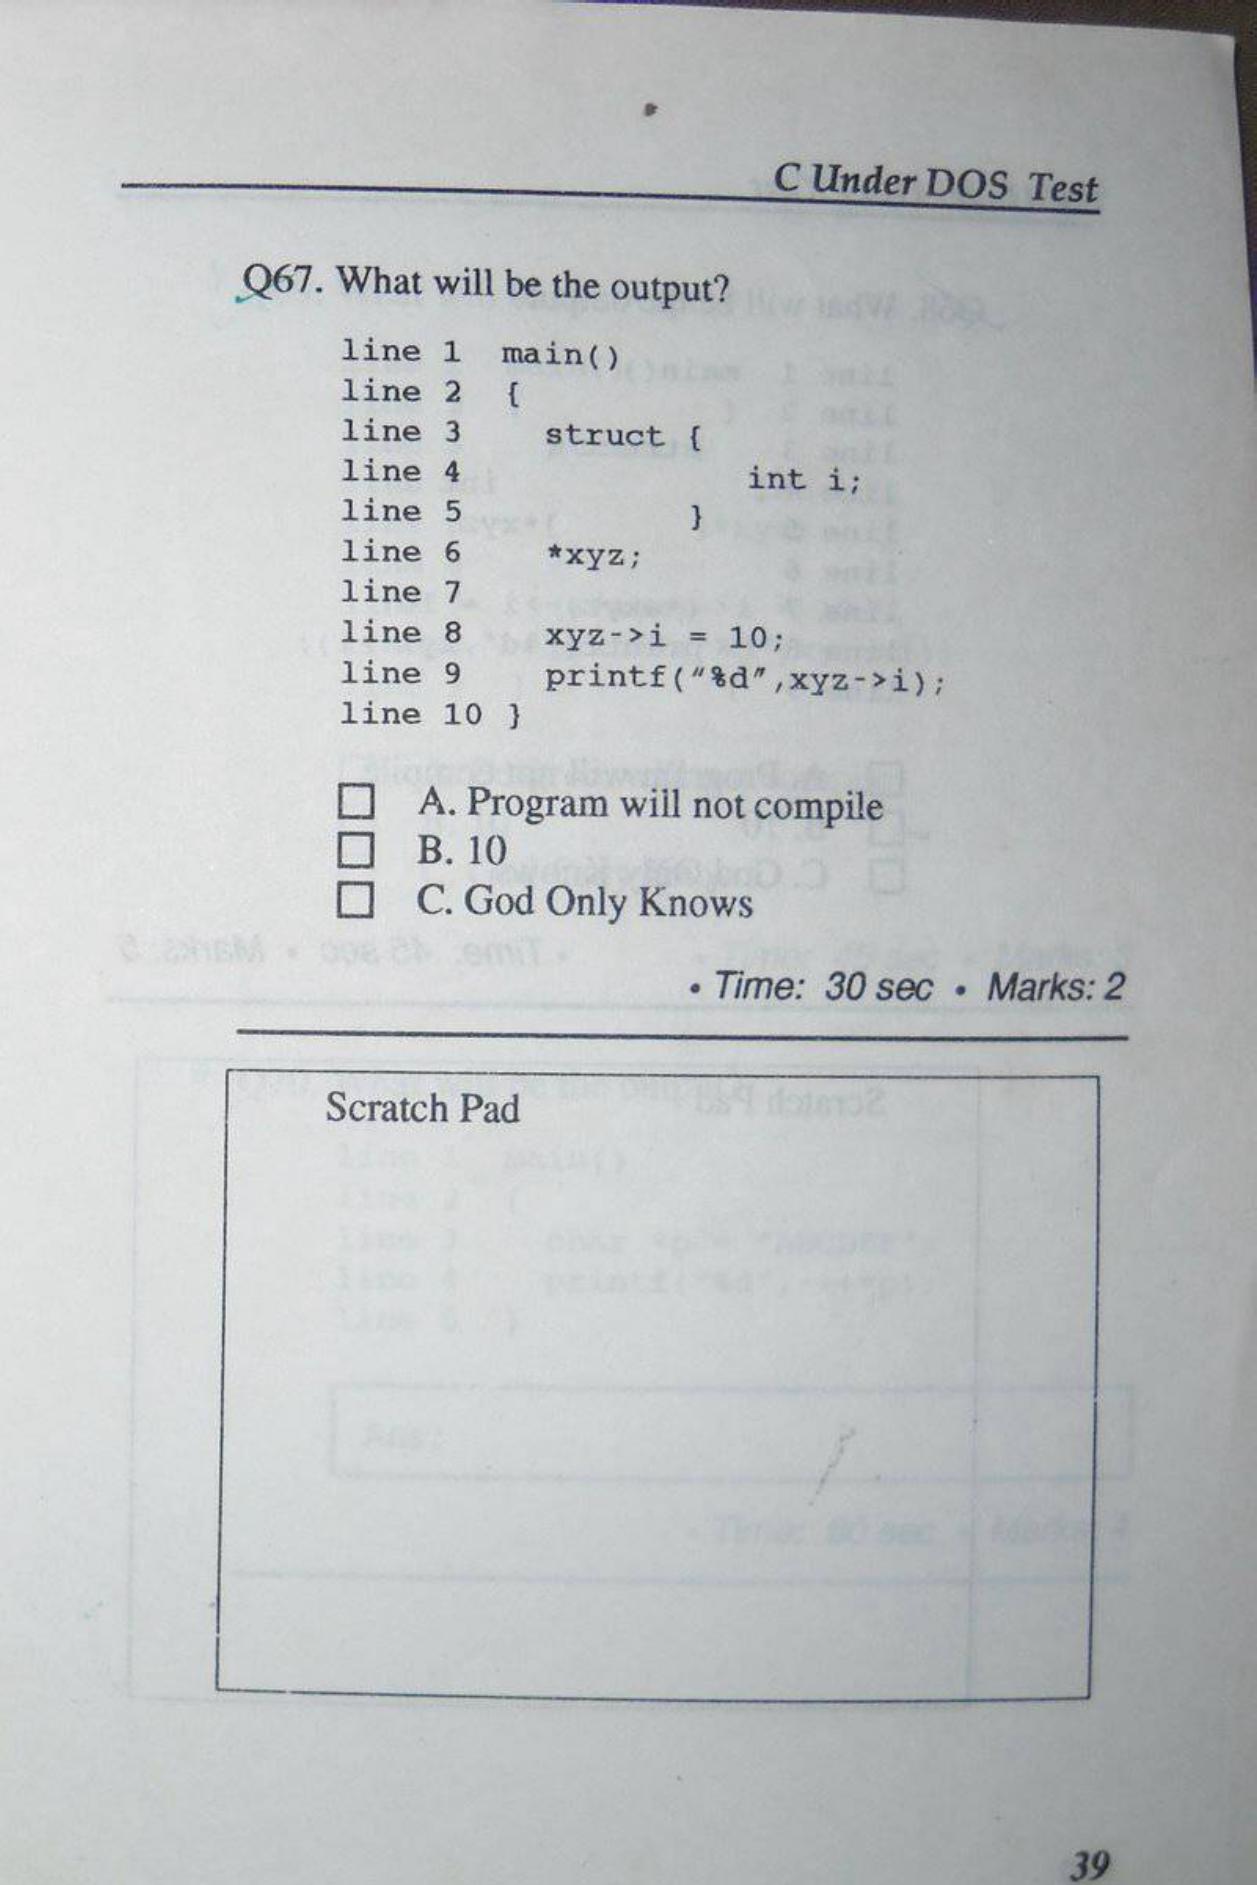 C Under DOS Test
Q67. What will be the output?
line 1 main()
line 2 {
line 3 struct {
line 4 int i;
line 5 }
line 6 *xyz;
line 7
line 8 xyz->i = 10;
line 9 printf("%d",xyz->i);
line 10 }
A. Program will not compile
B. 10
C. God Only Knows
• Time: 30 sec • Marks: 2
Scratch Pad
39